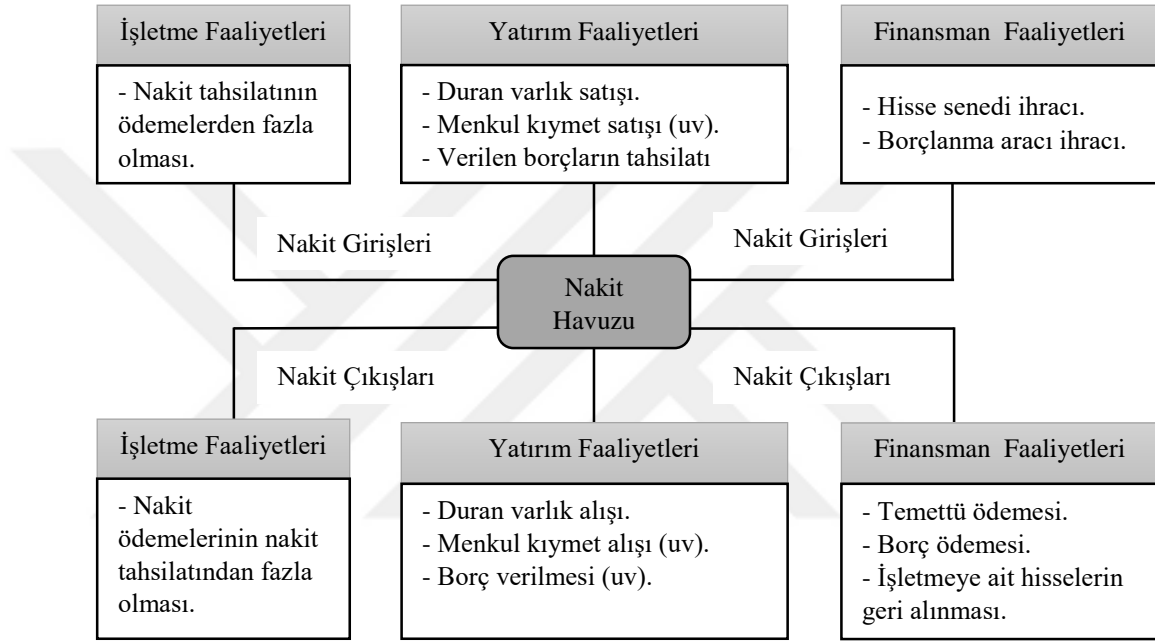 İşletme Faaliyetleri
- Nakit tahsilatının
ödemelerden fazla
olması.
Yatırım Faaliyetleri
- Duran varlık satışı.
- Menkul kıymet satışı (uv).
- Verilen borçların tahsilatı
Finansman Faaliyetleri
- Hisse senedi ihracı.
- Borçlanma aracı ihracı.
Nakit Girişleri
Nakit Girişleri
Nakit
Havuzu
Nakit Çıkışları
Nakit Çıkışları
İşletme Faaliyetleri
- Nakit
ödemelerinin nakit
tahsilatından fazla
olması.
Yatırım Faaliyetleri
- Duran varlık alışı.
- Menkul kıymet alışı (uv).
- Borç verilmesi (uv).
Finansman Faaliyetleri
- Temettü ödemesi.
- Borç ödemesi.
- İşletmeye ait hisselerin
geri alınması.